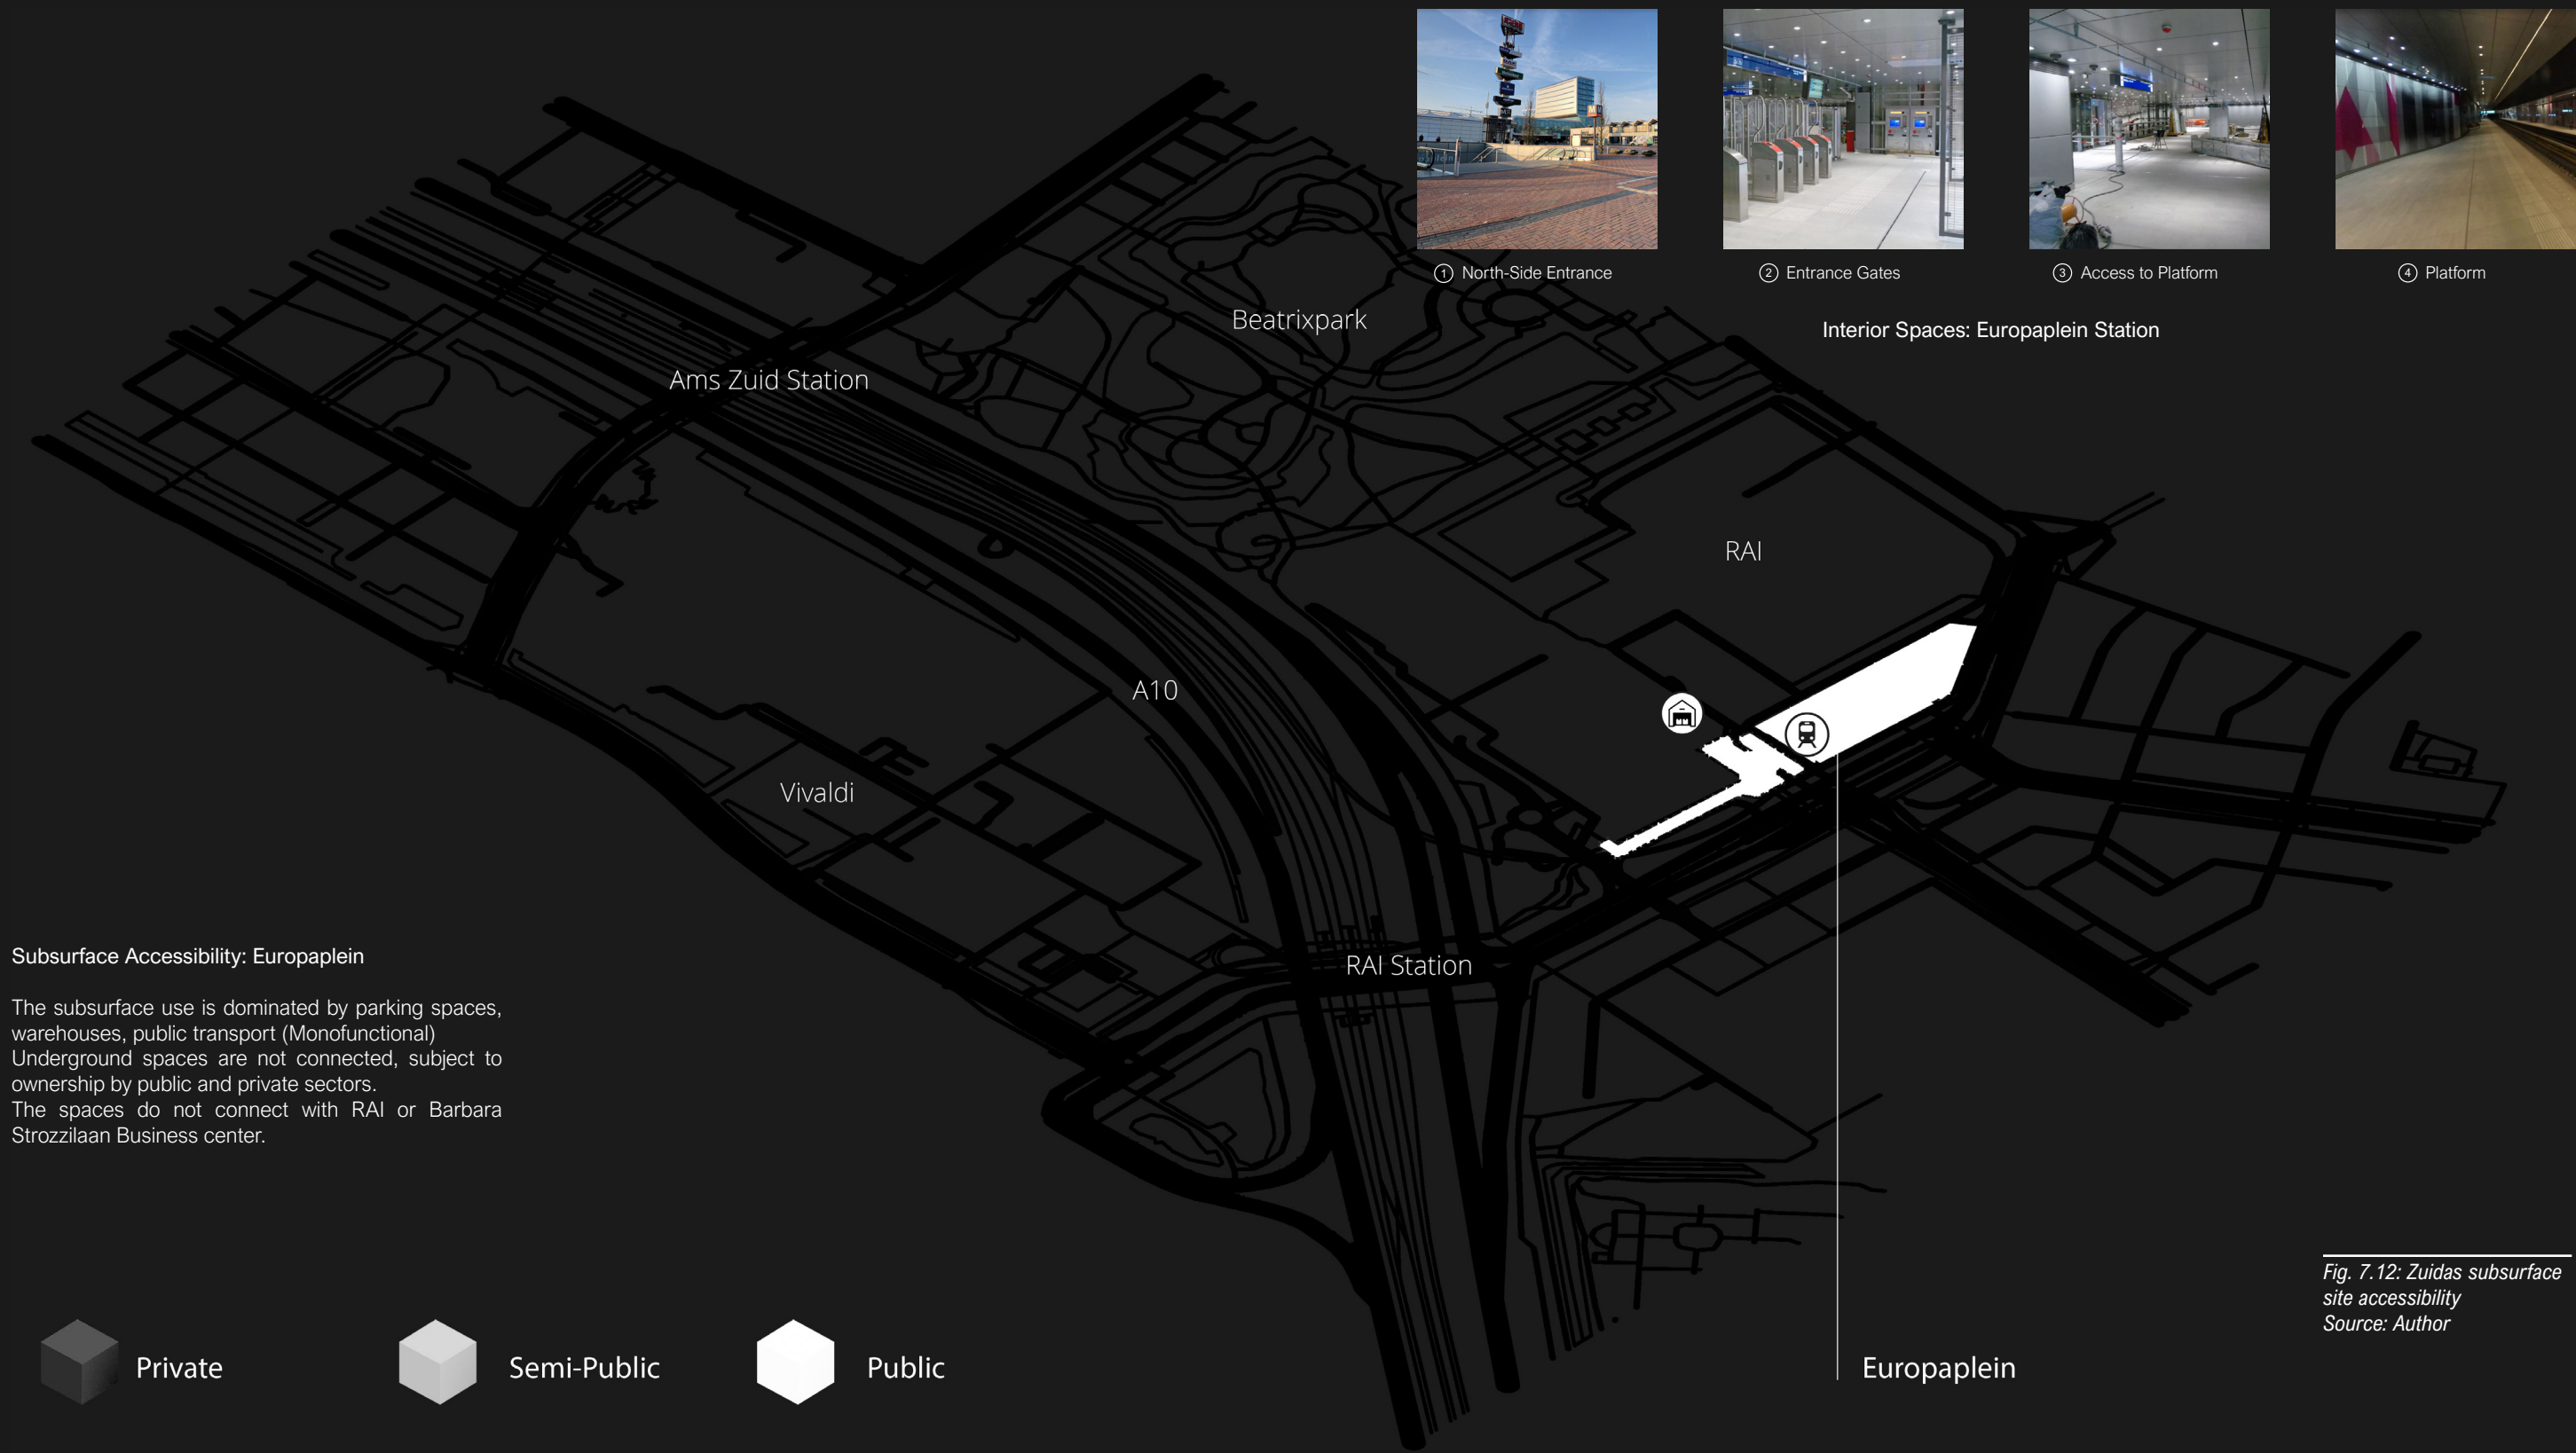 ① North-Side Entrance
② Entrance Gates
③ Access to Platform
④ Platform
Interior Spaces: Europaplein Station
Beatrixpark
Ams Zuid Station
RAI
A10
Vivaldi
RAI Station
Subsurface Accessibility: Europaplein
The subsurface use is dominated by parking spaces,
warehouses, public transport (Monofunctional)
Underground spaces are not connected, subject to
ownership by public and private sectors.
The spaces do not connect with RAI or Barbara
Strozzilaan Business center.
Private
Semi-Public
Public
Europaplein
Fig. 7.12: Zuidas subsurface
site accessibility
Source: Author